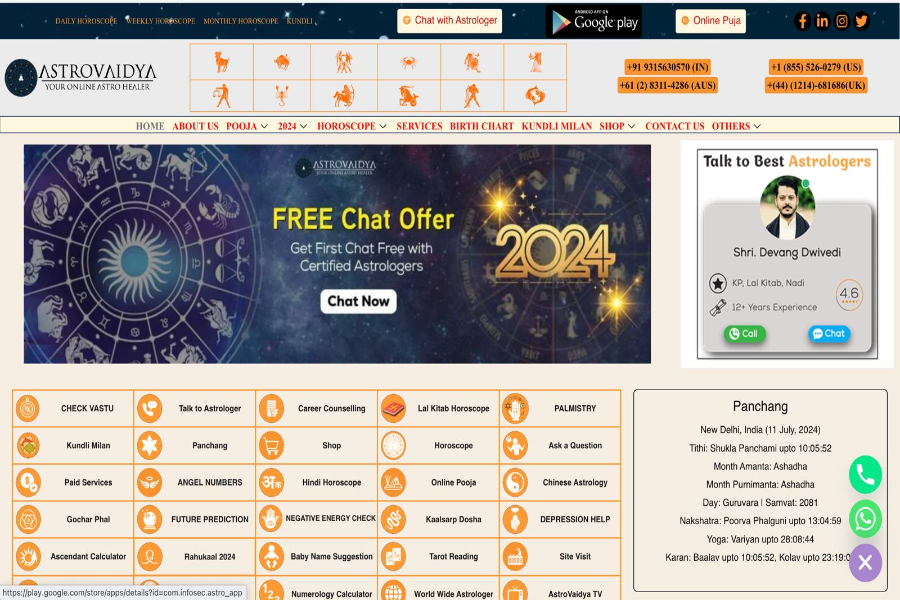 DAILY HOROSCOPE WEEKLY HOROSCOPE MONTHLY HOROSCOPE KUNDLI
Chat with Astrologer
ANDROID APP ON
Google play
Online Puja
ASTROVAIDYA
YOUR ONLINE ASTRO HEALER
+91 9315630570 (IN)
+1 (855) 526-0279 (US)
+61 (2) 8311-4286 (AUS)
+(44) (1214)-681686(UK)
HOME ABOUT US POOJA 2024 HOROSCOPE SERVICES BIRTH CHART KUNDLI MILAN SHOP CONTACT US OTHERS
ASTROVAIDYA
YOUR ONLINE ASTRO HEALER
FREE Chat Offer
Get First Chat Free with
Certified Astrologers
Chat Now
2024
PISCES
ARIES
Talk to Best Astrologers
Shri. Devang Dwivedi
KP, Lal Kitab, Nadi
12+ Years Experience
4.6
Call
Chat
CHECK VASTU Talk to Astrologer Career Counselling Lal Kitab Horoscope PALMISTRY
Kundli Milan Panchang Shop Horoscope Ask a Question
Paid Services ANGEL NUMBERS अंक Hindi Horoscope Online Pooja Chinese Astrology
Gochar Phal FUTURE PREDICTION NEGATIVE ENERGY CHECK Kaalsarp Dosha DEPRESSION HELP
Ascendant Calculator Rahukaal 2024 Baby Name Suggestion Tarot Reading Site Visit
Numerology Calculator World Wide Astrologer AstroVaidya TV
Panchang
New Delhi, India (11 July, 2024)
Tithi: Shukla Panchami upto 10:05:52
Month Amanta: Ashadha
Month Purnimanta: Ashadha
Day: Guruvara | Samvat: 2081
Nakshatra: Poorva Phalguni upto 13:04:59
Yoga: Variyan upto 28:08:44
Karan: Baalav upto 10:05:52, Kolav upto 23:19:0
https://play.google.com/store/apps/details?id=com.infosec.astro_app